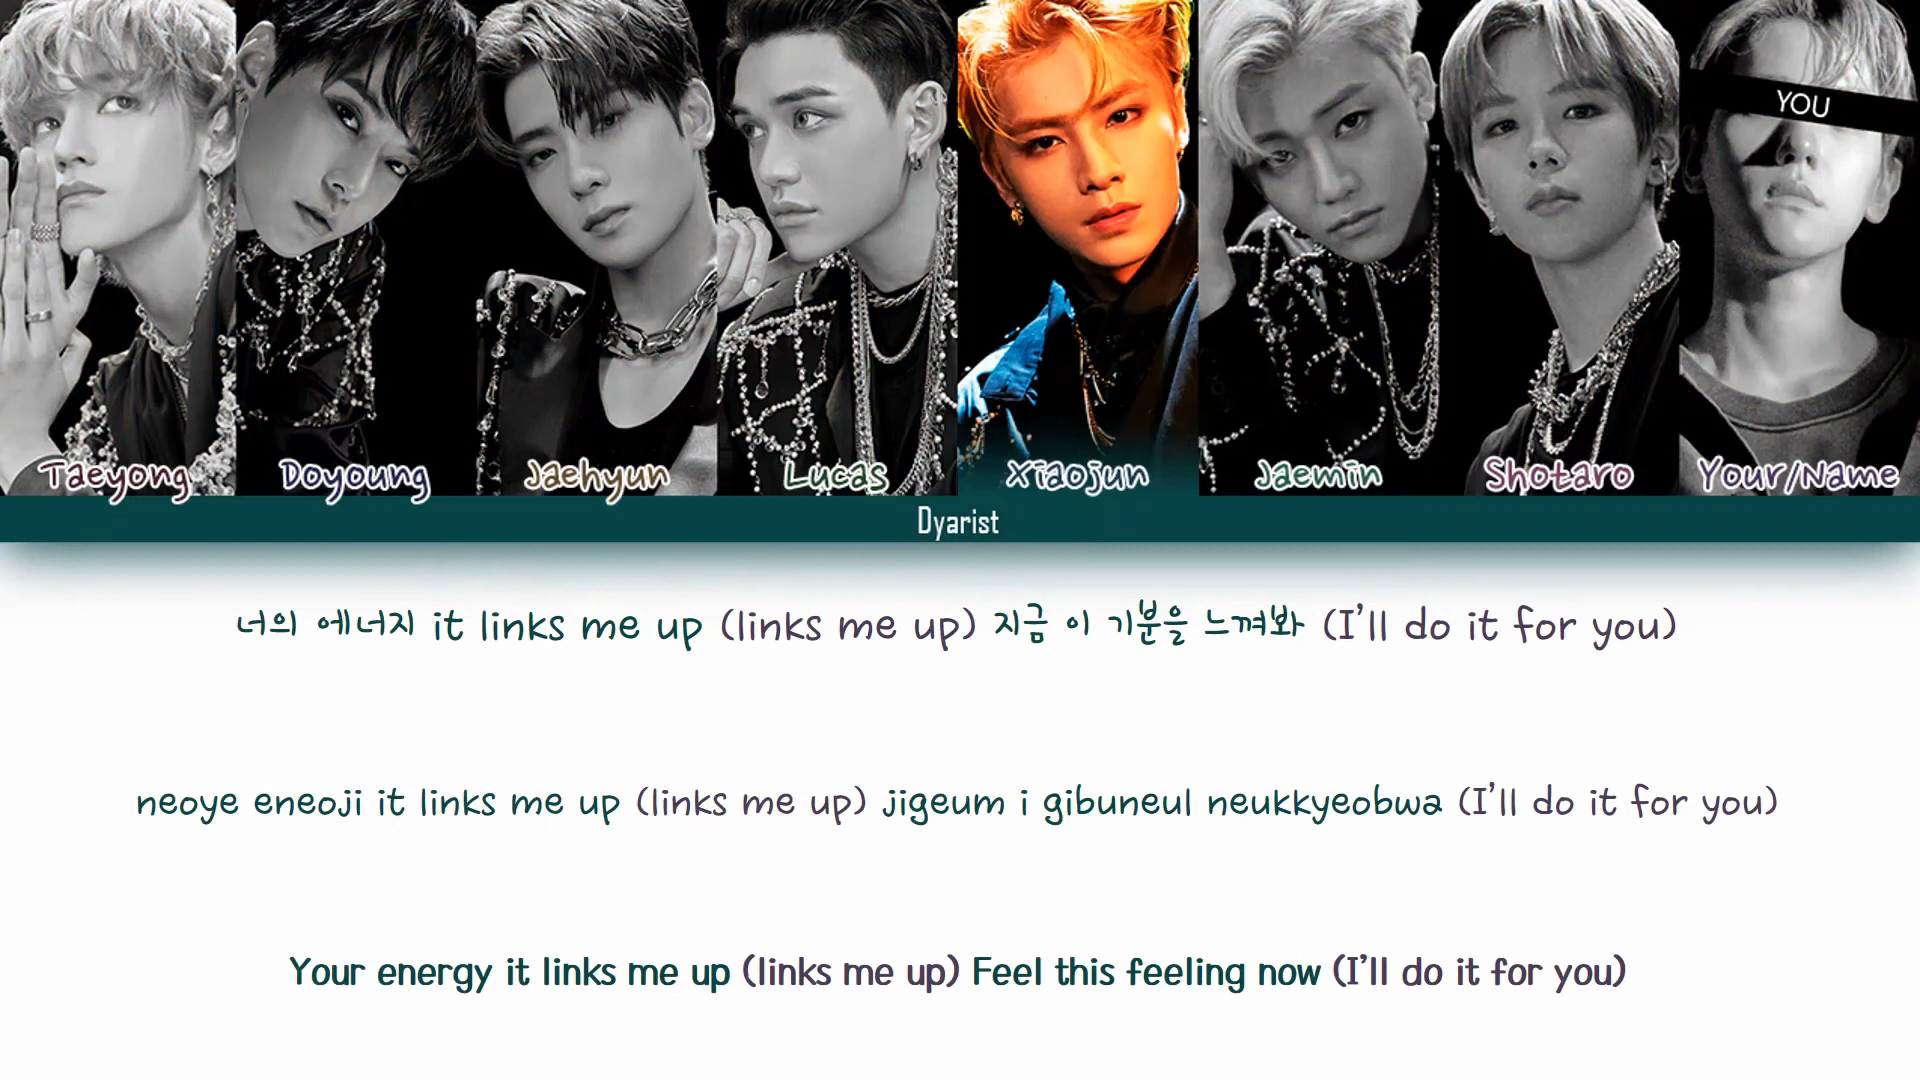 YOU
Taeyong Doyoung Jaehyun Lucas Xiaojun Jaemin Shotaro Your/Name
Dyarist
너의 에너지 it links me up (links me up) 지금 이 기분을 느껴봐 (I'll do it for you)
neoye eneoji it links me up (links me up) jigeum i gibuneul neukkyeobwa (I'll do it for you)
Your energy it links me up (links me up) Feel this feeling now (I'll do it for you)